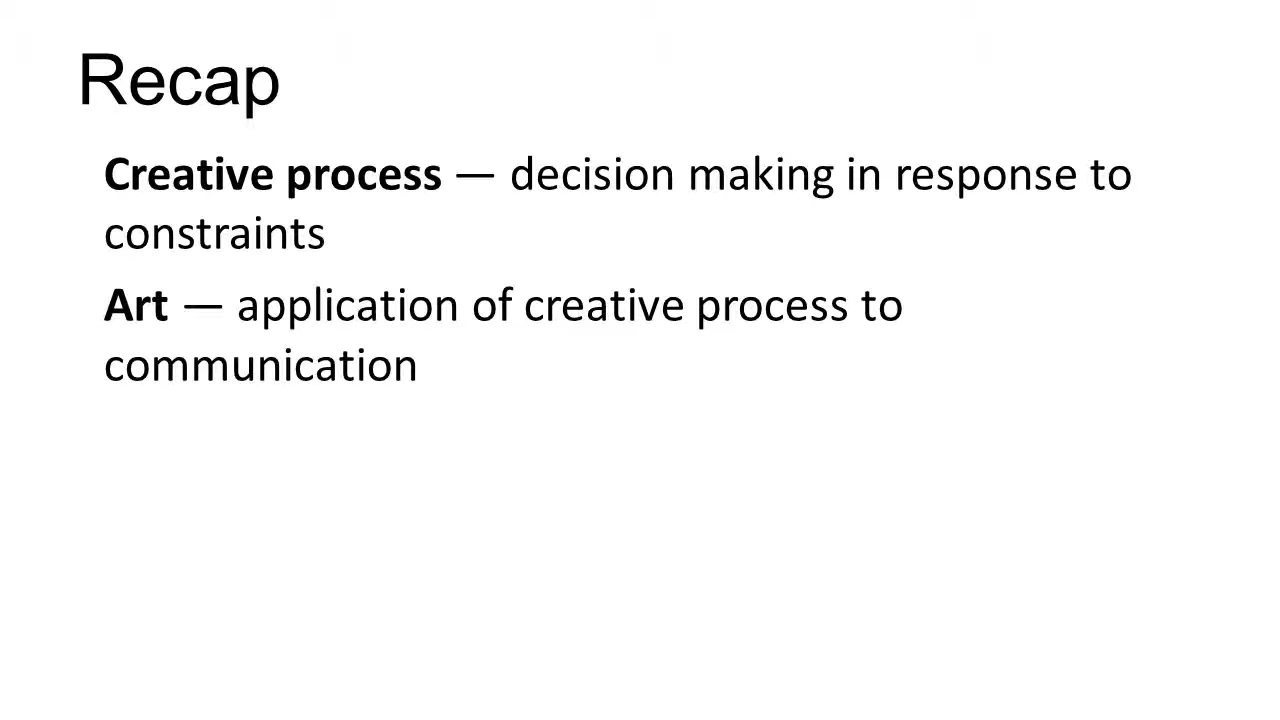 Recap
Creative process — decision making in response to
constraints
Art — application of creative process to
communication